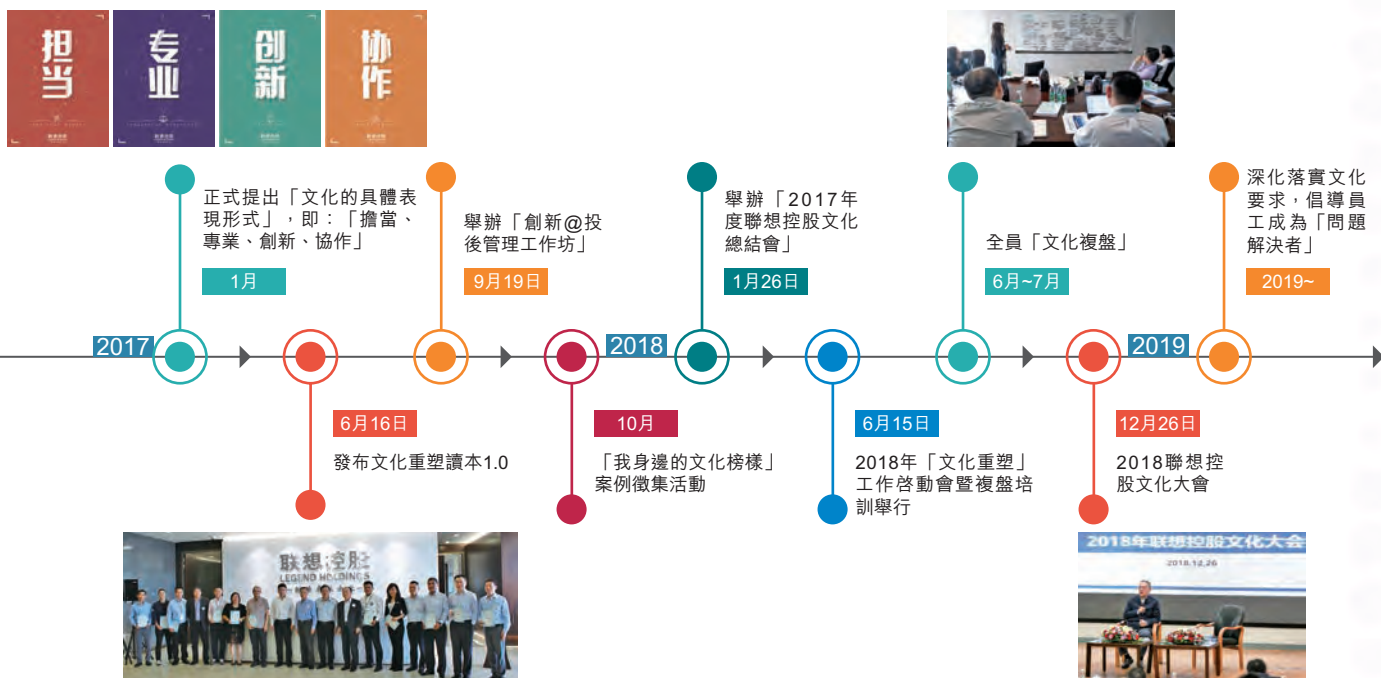 担当
专业
创新
协作
正式提出「文化的具體表
現形式」，即：「擔當、
專業、創新、協作」
1月
舉辦「創新@投
後管理工作坊」
9月19日
舉辦「2017年
度聯想控股文化
總結會」
1月26日
全員「文化複盤」
6月~7月
深化落實文化
要求，倡導員
工成為「問題
解決者」
2019~
2017
2018
2019
6月16日
發布文化重塑讀本1.0
10月
「我身邊的文化榜樣」
案例徵集活動
6月15日
2018年「文化重塑」
工作啓動會暨複盤培
訓舉行
12月26日
2018聯想控
股文化大會
联想控股
LEGEND HOLDINGS
2018年联想控股文化大会
2018.12.26